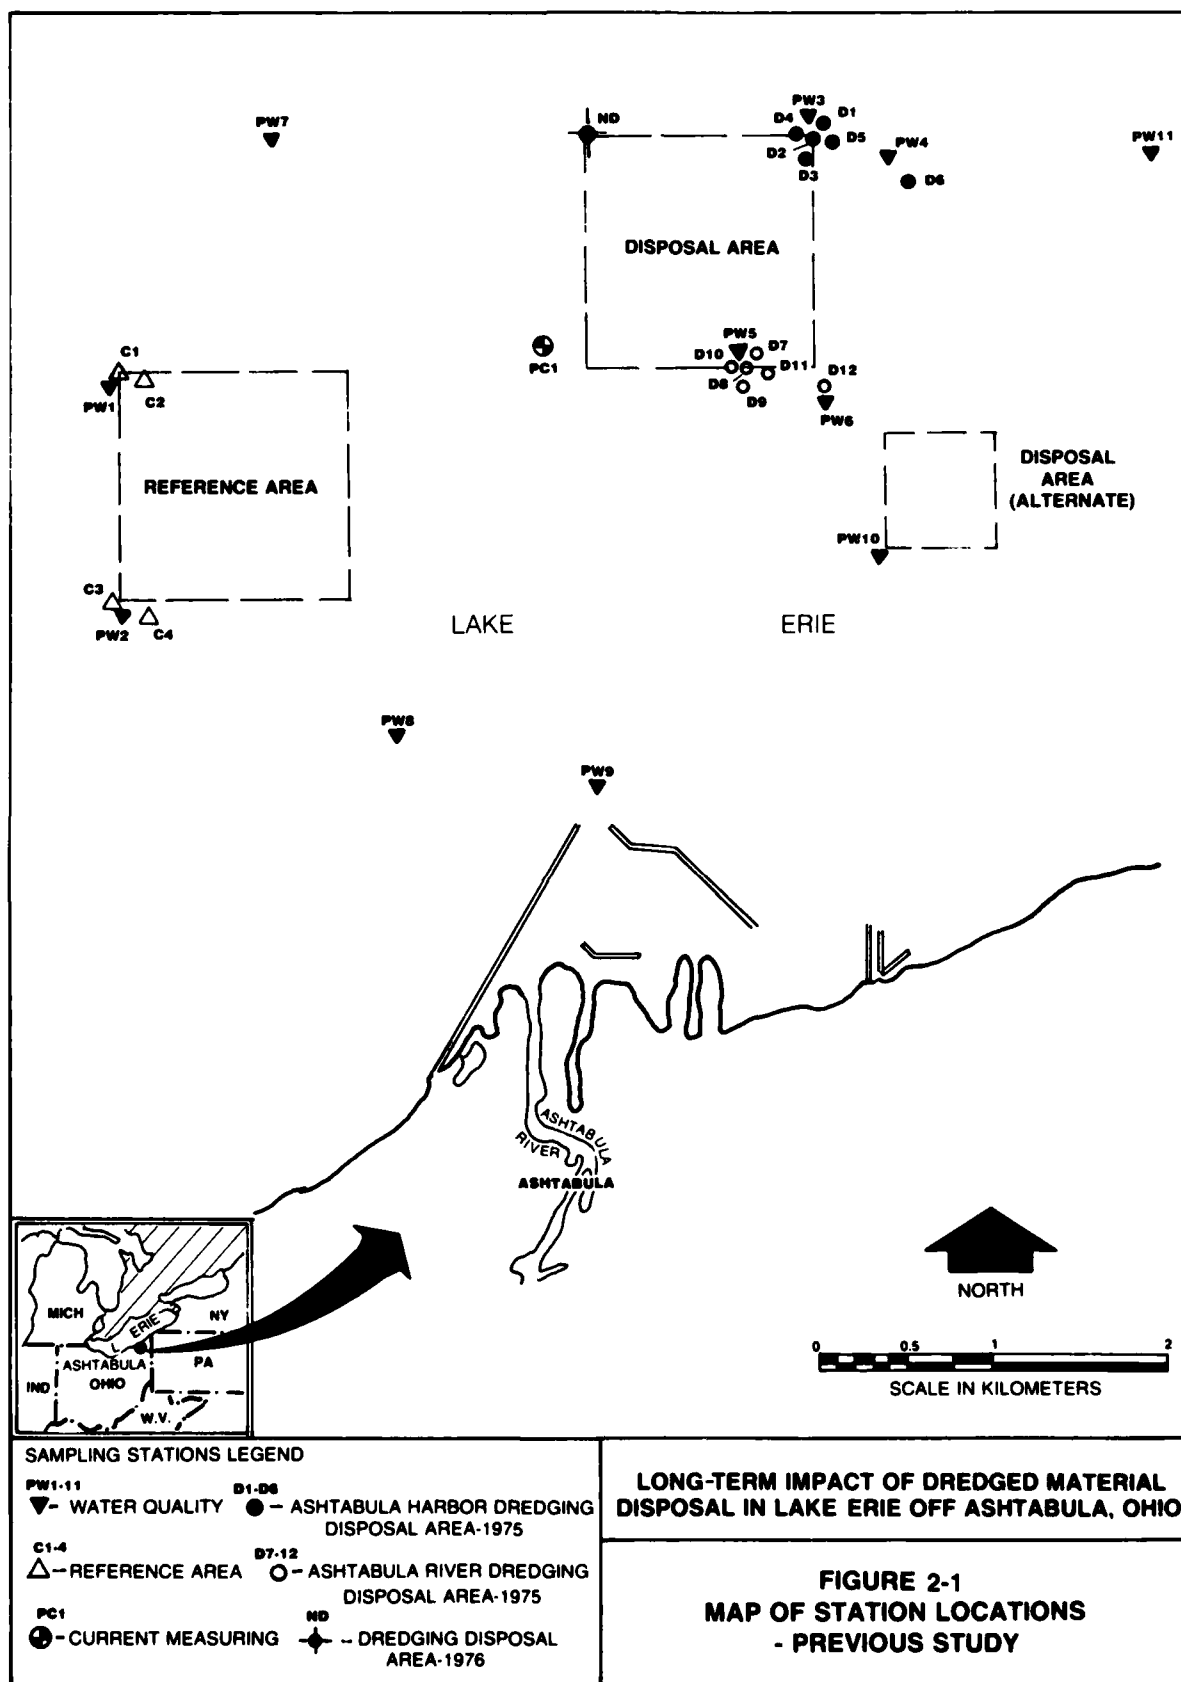 PW7
ND
PW3
D1
D4
D5
D2
D3
PW4
D6
PW11
DISPOSAL AREA
PC1
PW5
D7
D10
D11
D8
D9
D12
PW6
C1
PW1
C2
REFERENCE AREA
DISPOSAL
AREA
(ALTERNATE)
PW10
C3
PW2
C4
LAKE ERIE
PW8
PW9
ASHTABULA
RIVER
ASHTABULA
MICH
L. ERIE
NY
ASHTABULA
PA
IND
OHIO
W.V.
NORTH
0 0.5 1 2
SCALE IN KILOMETERS
SAMPLING STATIONS LEGEND
PW1-11
- WATER QUALITY
D1-D6
- ASHTABULA HARBOR DREDGING
DISPOSAL AREA-1975
C1-4
- REFERENCE AREA
D7-12
- ASHTABULA RIVER DREDGING
DISPOSAL AREA-1975
PC1
- CURRENT MEASURING
ND
- - DREDGING DISPOSAL
AREA-1976
LONG-TERM IMPACT OF DREDGED MATERIAL
DISPOSAL IN LAKE ERIE OFF ASHTABULA, OHIO
FIGURE 2-1
MAP OF STATION LOCATIONS
- PREVIOUS STUDY